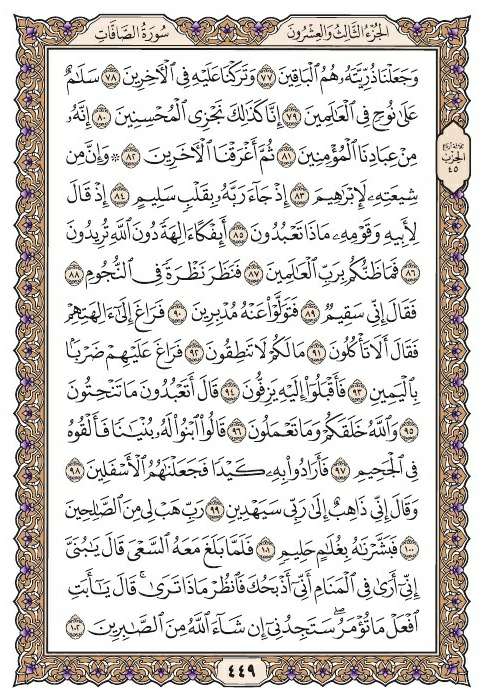 الجُزءُ الثَّالِثُ وَالعِشْرُونَ
سُورَةُ الصَّافَّاتِ
وَجَعَلْنَا ذُرِّيَّتَهُۥ هُمُ ٱلْبَاقِينَ ٧٧ وَتَرَكْنَا عَلَيْهِ فِى ٱلْءَاخِرِينَ ٧٨ سَلَٰمٌ
عَلَىٰ نُوحٍ فِى ٱلْعَٰلَمِينَ ٧٩ إِنَّا كَذَٰلِكَ نَجْزِى ٱلْمُحْسِنِينَ ٨٠ إِنَّهُۥ
مِنْ عِبَادِنَا ٱلْمُؤْمِنِينَ ٨١ ثُمَّ أَغْرَقْنَا ٱلْءَاخَرِينَ ٨٢ ۞ وَإِنَّ مِن
شِيعَتِهِۦ لَإِبْرَٰهِيمَ ٨٣ إِذْ جَآءَ رَبَّهُۥ بِقَلْبٍ سَلِيمٍ ٨٤ إِذْ قَالَ
لِأَبِيهِ وَقَوْمِهِۦ مَاذَا تَعْبُدُونَ ٨٥ أَئِفْكًا ءَالِهَةً دُونَ ٱللَّهِ تُرِيدُونَ
٨٦ فَمَا ظَنُّكُم بِرَبِّ ٱلْعَٰلَمِينَ ٨٧ فَنَظَرَ نَظْرَةً فِى ٱلنُّجُومِ ٨٨
فَقَالَ إِنِّى سَقِيمٌ ٨٩ فَتَوَلَّوْا۟ عَنْهُ مُدْبِرِينَ ٩٠ فَرَاغَ إِلَىٰٓ ءَالِهَتِهِمْ
فَقَالَ أَلَا تَأْكُلُونَ ٩١ مَا لَكُمْ لَا تَنطِقُونَ ٩٢ فَرَاغَ عَلَيْهِمْ ضَرْبًۢا
بِٱلْيَمِينِ ٩٣ فَأَقْبَلُوٓا۟ إِلَيْهِ يَزِفُّونَ ٩٤ قَالَ أَتَعْبُدُونَ مَا تَنْحِتُونَ
٩٥ وَٱللَّهُ خَلَقَكُمْ وَمَا تَعْمَلُونَ ٩٦ قَالُوا۟ ٱبْنُوا۟ لَهُۥ بُنْيَٰنًا فَأَلْقُوهُ
فِى ٱلْجَحِيمِ ٩٧ فَأَرَادُوا۟ بِهِۦ كَيْدًا فَجَعَلْنَٰهُمُ ٱلْأَسْفَلِينَ ٩٨
وَقَالَ إِنِّى ذَاهِبٌ إِلَىٰ رَبِّى سَيَهْدِينِ ٩٩ رَبِّ هَبْ لِى مِنَ ٱلصَّٰلِحِينَ
١٠٠ فَبَشَّرْنَٰهُ بِغُلَٰمٍ حَلِيمٍ ١٠١ فَلَمَّا بَلَغَ مَعَهُ ٱلسَّعْىَ قَالَ يَٰبُنَىَّ
إِنِّىٓ أَرَىٰ فِى ٱلْمَنَامِ أَنِّىٓ أَذْبَحُكَ فَٱنظُرْ مَاذَا تَرَىٰ ۚ قَالَ يَٰٓأَبَتِ
ٱفْعَلْ مَا تُؤْمَرُ ۖ سَتَجِدُنِىٓ إِن شَآءَ ٱللَّهُ مِنَ ٱلصَّٰبِرِينَ ١٠٢
الحِزْب
٤٥
٤٤٩